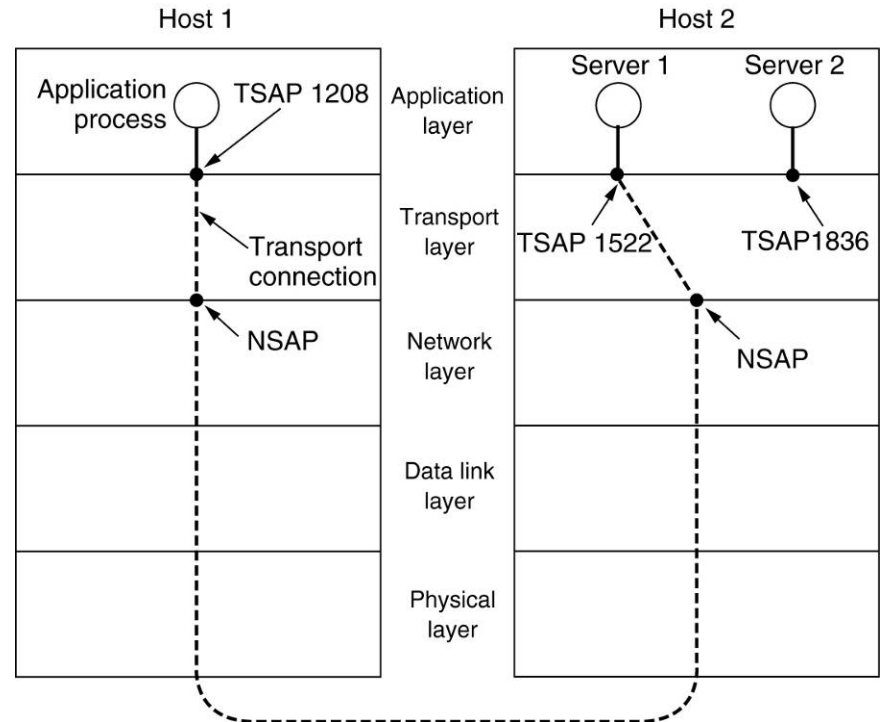 Host 1
Host 2
Application
process
TSAP 1208
Transport
connection
NSAP
Application
layer
Transport
layer
Network
layer
Data link
layer
Physical
layer
Server 1
Server 2
TSAP 1522
TSAP1836
NSAP